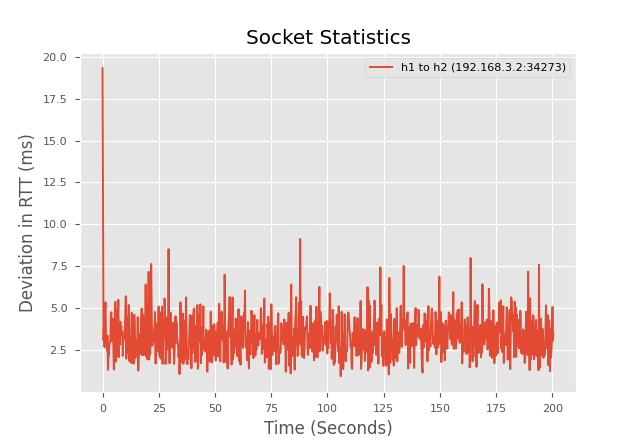 Socket Statistics
h1 to h2 (192.168.3.2:34273)
Deviation in RTT (ms)
20.0
17.5
15.0
12.5
10.0
7.5
5.0
2.5
0 25 50 75 100 125 150 175 200
Time (Seconds)